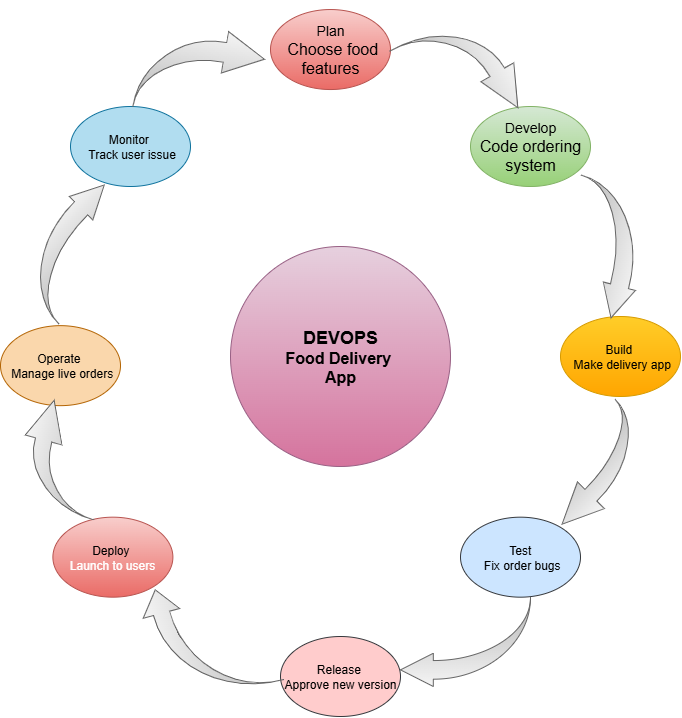 Plan
Choose food
features
Develop
Code ordering
system
Build
Make delivery app
Test
Fix order bugs
Release
Approve new version
Deploy
Launch to users
Operate
Manage live orders
Monitor
Track user issue
DEVOPS
Food Delivery
App